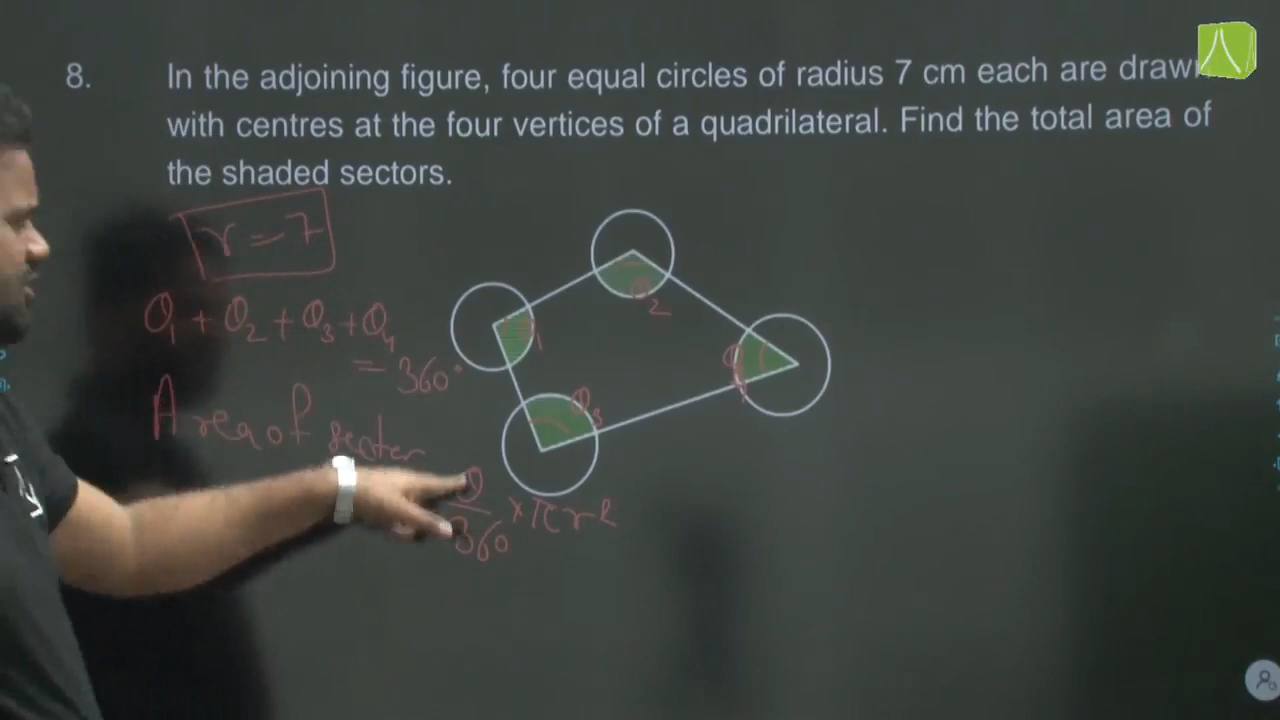 8. In the adjoining figure, four equal circles of radius 7 cm each are drawn
with centres at the four vertices of a quadrilateral. Find the total area of
the shaded sectors.
r = 7
θ₁ + θ₂ + θ₃ + θ₄
= 360°
Area of sector
θ/360 × πr²
θ₂
θ₁
θ₄
θ₃